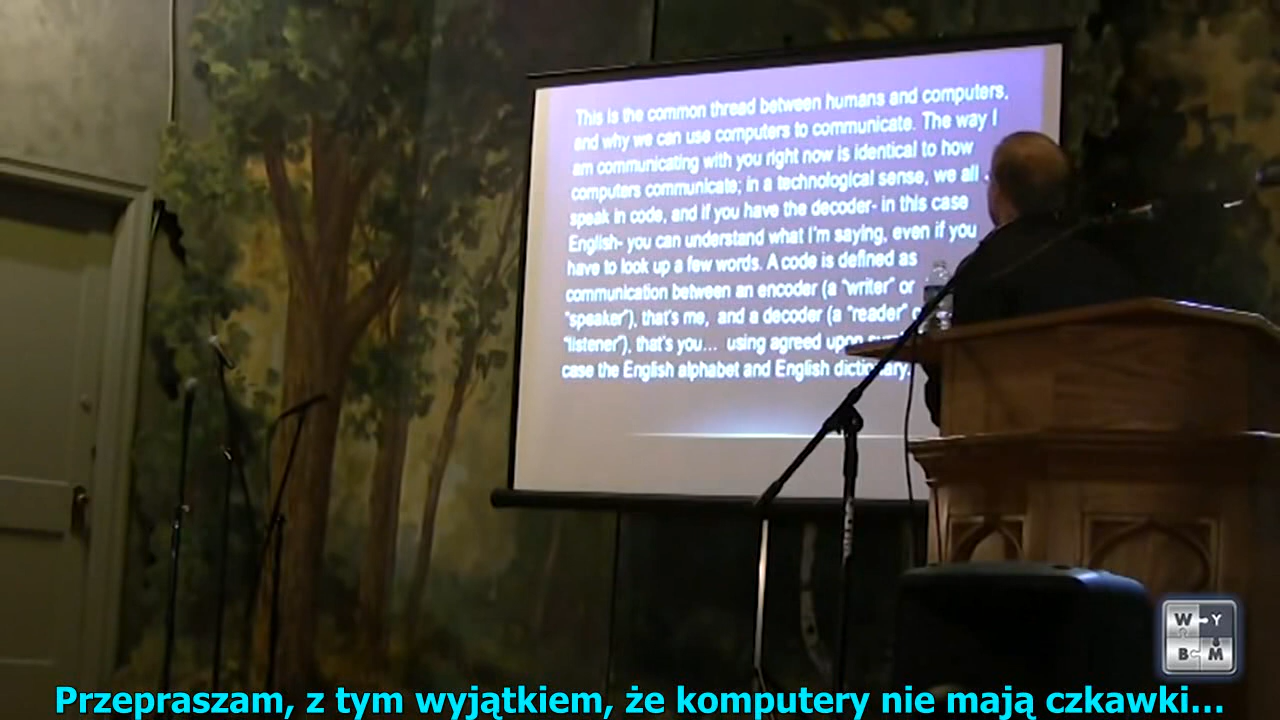 This is the common thread between humans and computers,
and why we can use computers to communicate. The way I
am communicating with you right now is identical to how
computers communicate; in a technological sense, we all
speak in code, and if you have the decoder- in this case
English- you can understand what I'm saying, even if you
have to look up a few words. A code is defined as
communication between an encoder (a "writer" or
"speaker"), that's me, and a decoder (a "reader"
"listener"), that's you... using agreed upon
case the English alphabet and English dictionary.
W Y
B M
Przepraszam, z tym wyjątkiem, że komputery nie mają czkawki...